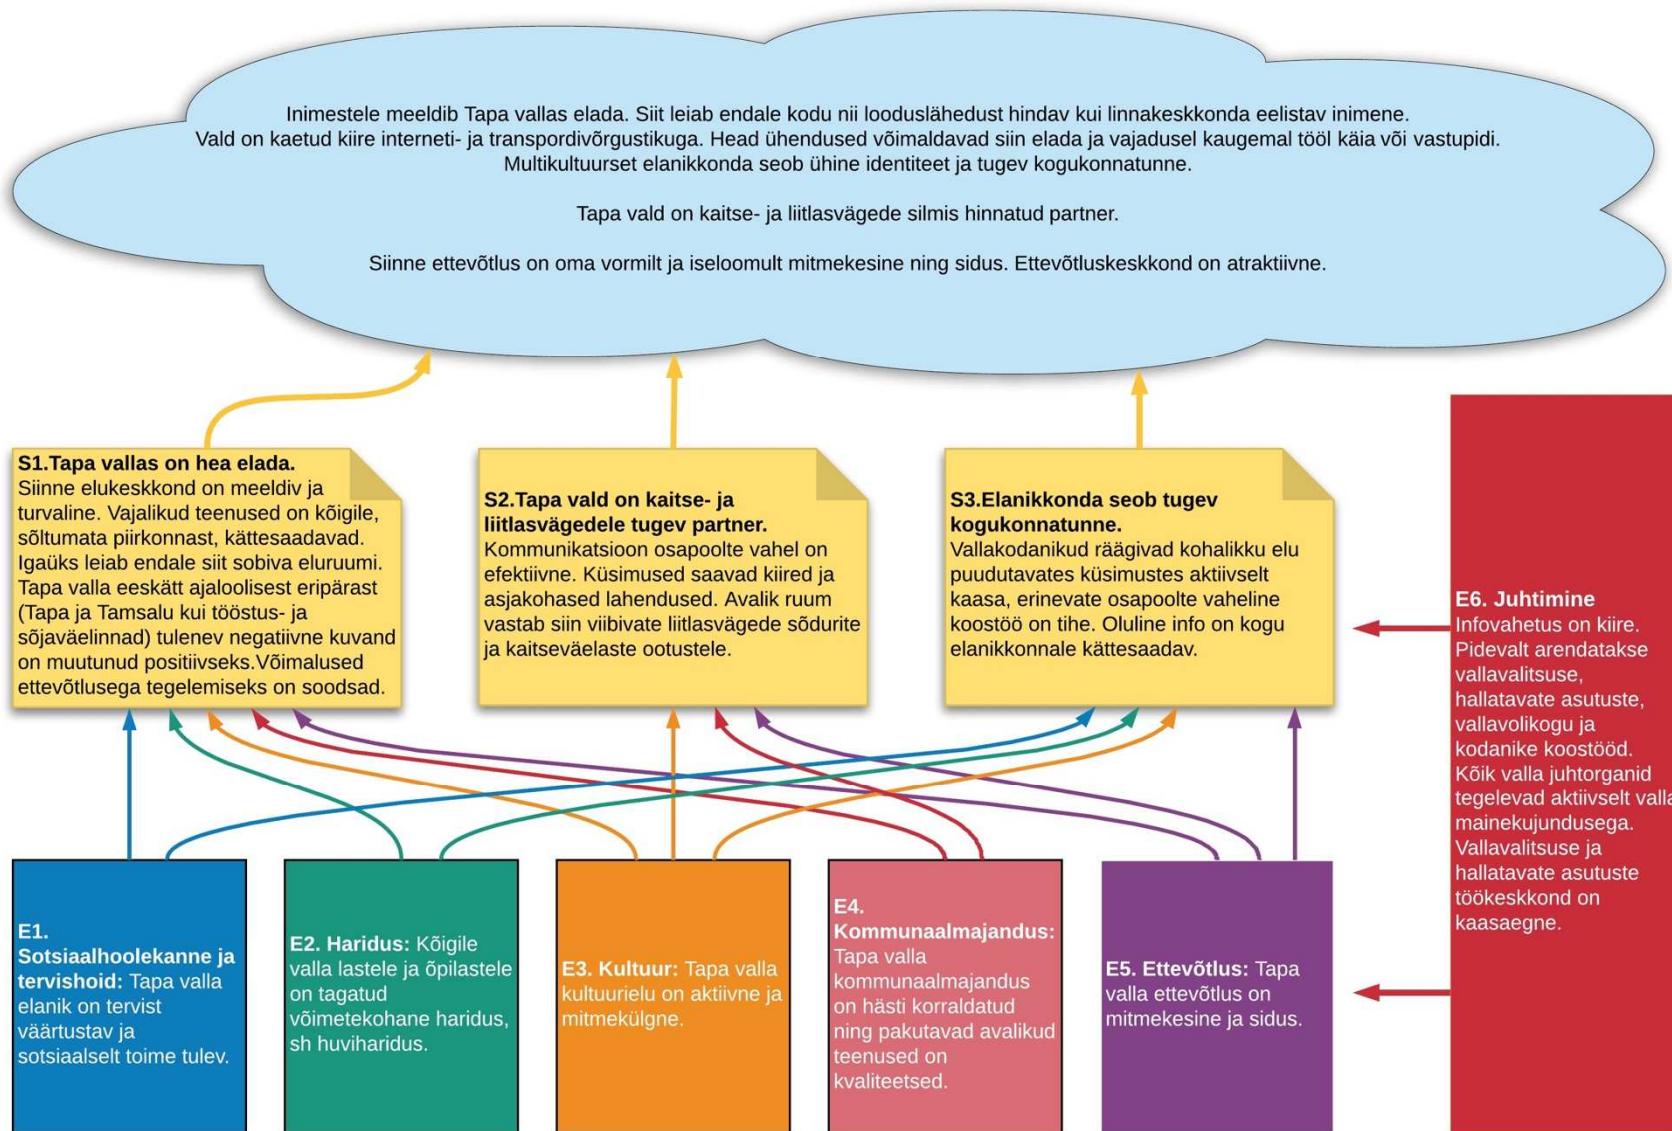 Inimestele meeldib Tapa vallas elada. Siit leiab endale kodu nii looduslähedust hindav kui linnakeskkonda eelistav inimene.
Vald on kaetud kiire interneti- ja transpordivõrgustikuga. Head ühendused võimaldavad siin elada ja vajadusel kaugemal tööl käia või vastupidi.
Multikultuurset elanikkonda seob ühine identiteet ja tugev kogukonnatunne.
Tapa vald on kaitse- ja liitlasvägede silmis hinnatud partner.
Siinne ettevõtlus on oma vormilt ja iseloomult mitmekesine ning sidus. Ettevõtluskeskkond on atraktiivne.
S1.Tapa vallas on hea elada.
Siinne elukeskkond on meeldiv ja
turvaline. Vajalikud teenused on kõigile,
sõltumata piirkonnast, kättesaadavad.
Igaüks leiab endale siit sobiva eluruumi.
Tapa valla eeskätt ajaloolisest eripärast
(Tapa ja Tamsalu kui tööstus- ja
sõjaväelinnad) tulenev negatiivne kuvand
on muutunud positiivseks.Võimalused
ettevõtlusega tegelemiseks on soodsad.
S2.Tapa vald on kaitse- ja
liitlasvägedele tugev partner.
Kommunikatsioon osapoolte vahel on
efektiivne. Küsimused saavad kiired ja
asjakohased lahendused. Avalik ruum
vastab siin viibivate liitlasvägede sõdurite
ja kaitseväelaste ootustele.
S3.Elanikkonda seob tugev
kogukonnatunne.
Vallakodanikud räägivad kohalikku elu
puudutavates küsimustes aktiivselt
kaasa, erinevate osapoolte vaheline
koostöö on tihe. Oluline info on kogu
elanikkonnale kättesaadav.
E6. Juhtimine
Infovahetus on kiire.
Pidevalt arendatakse
vallavalitsuse,
hallatavate asutuste,
vallavolikogu ja
kodanike koostööd.
Kõik valla juhtorganid
tegelevad aktiivselt valla
mainekujundusega.
Vallavalitsuse ja
hallatavate asutuste
töökeskkond on
kaasaegne.
E1.
Sotsiaalhoolekanne ja
tervishoid: Tapa valla
elanik on tervist
väärtustav ja
sotsiaalselt toime tulev.
E2. Haridus: Kõigile
valla lastele ja õpilastele
on tagatud
võimetekohane haridus,
sh huviharidus.
E3. Kultuur: Tapa valla
kultuurielu on aktiivne ja
mitmekülgne.
E4.
Kommunaalmajandus:
Tapa valla
kommunaalmajandus
on hästi korraldatud
ning pakutavad avalikud
teenused on
kvaliteetsed.
E5. Ettevõtlus: Tapa
valla ettevõtlus on
mitmekesine ja sidus.